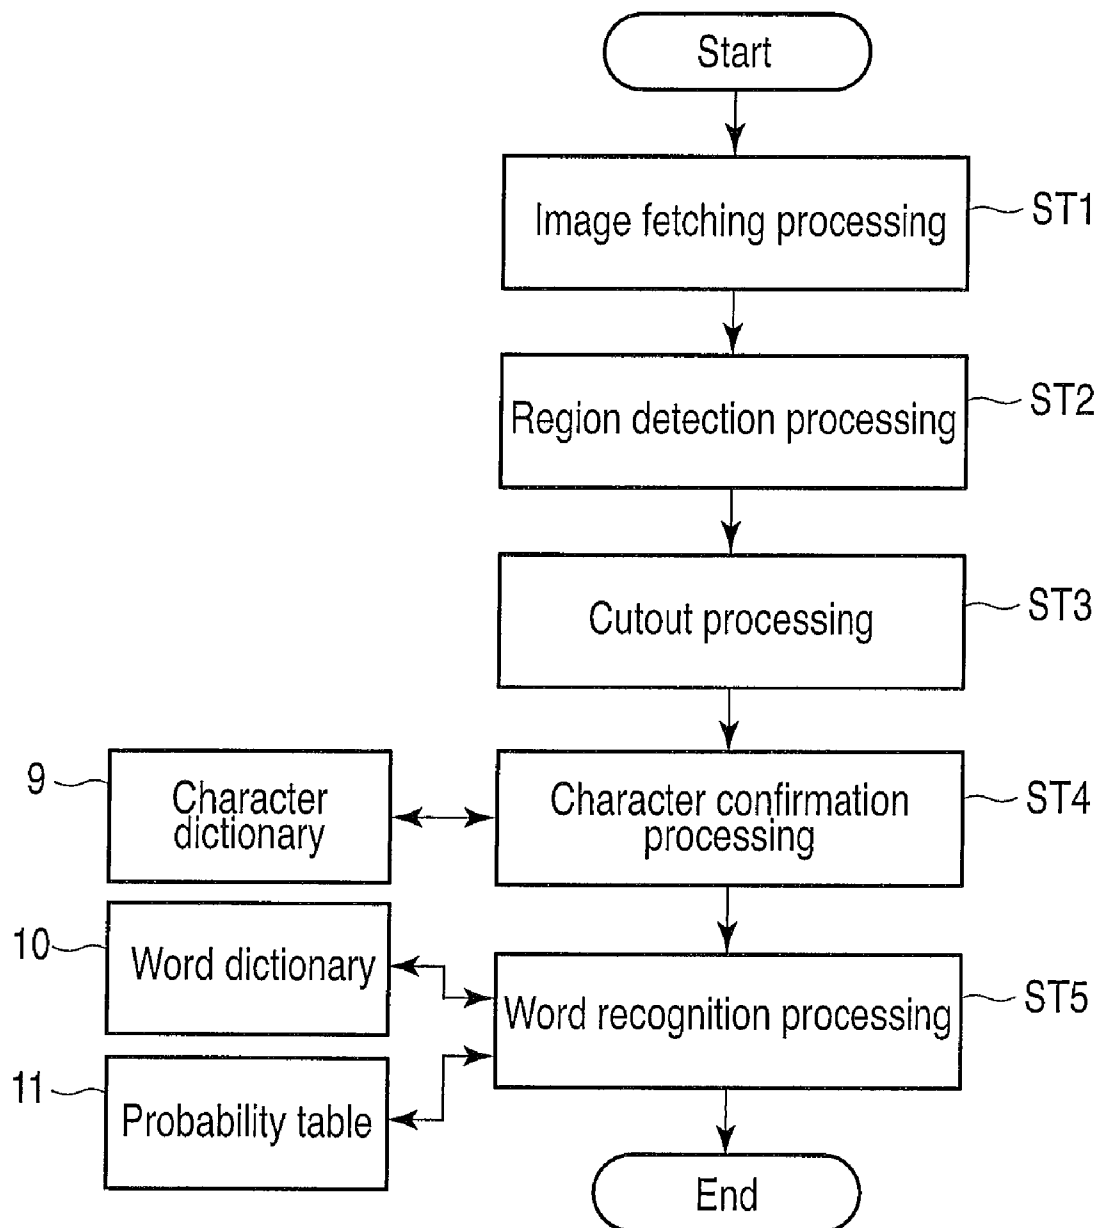 Start
Image fetching processing
ST1
Region detection processing
ST2
Cutout processing
ST3
9
Character
dictionary
Character confirmation
processing
ST4
10
Word dictionary
Word recognition processing
ST5
11
Probability table
End